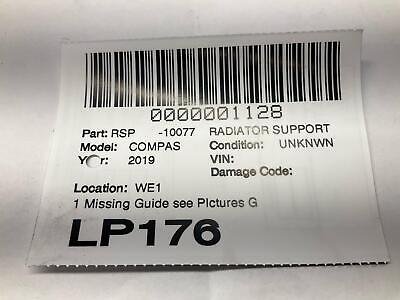 0000001128
Part: RSP -10077 RADIATOR SUPPORT
Model: COMPAS Condition: UNKNWN
Year: 2019 VIN:
Damage Code:
Location: WE1
1 Missing Guide see PIctures G
LP176